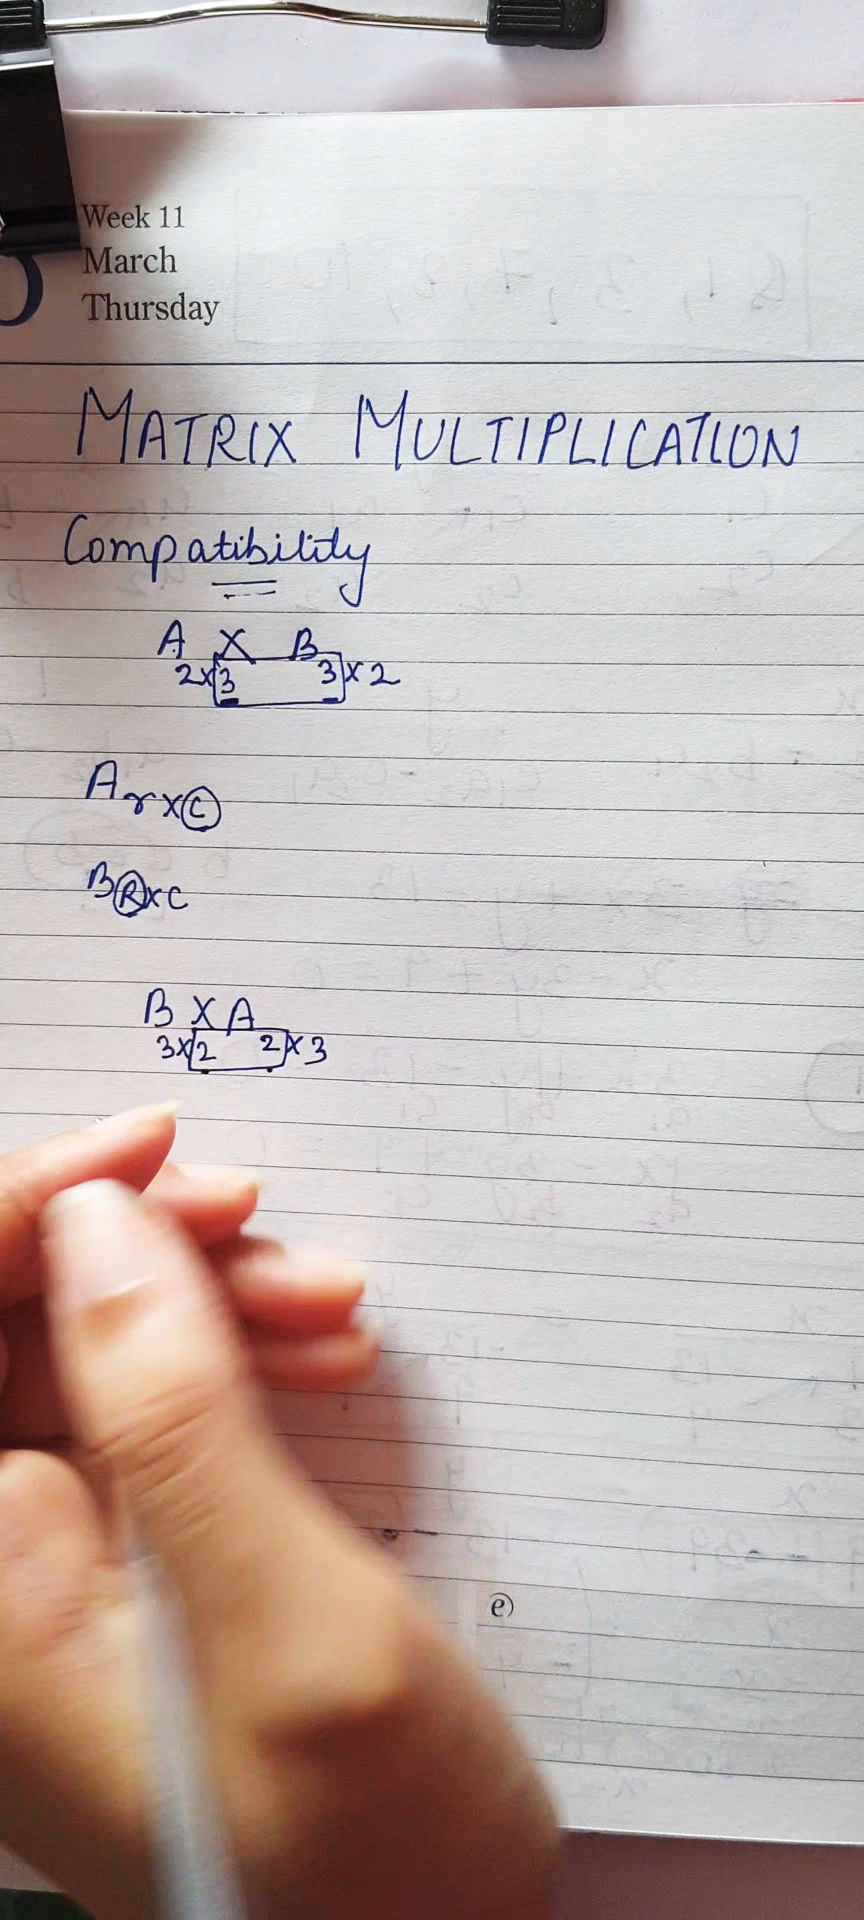 Week 11
March
Thursday
MATRIX MULTIPLICATION
Compatibility
A X B
2x3 3x2
Arxc
BRxC
B X A
3x2 2x3
e